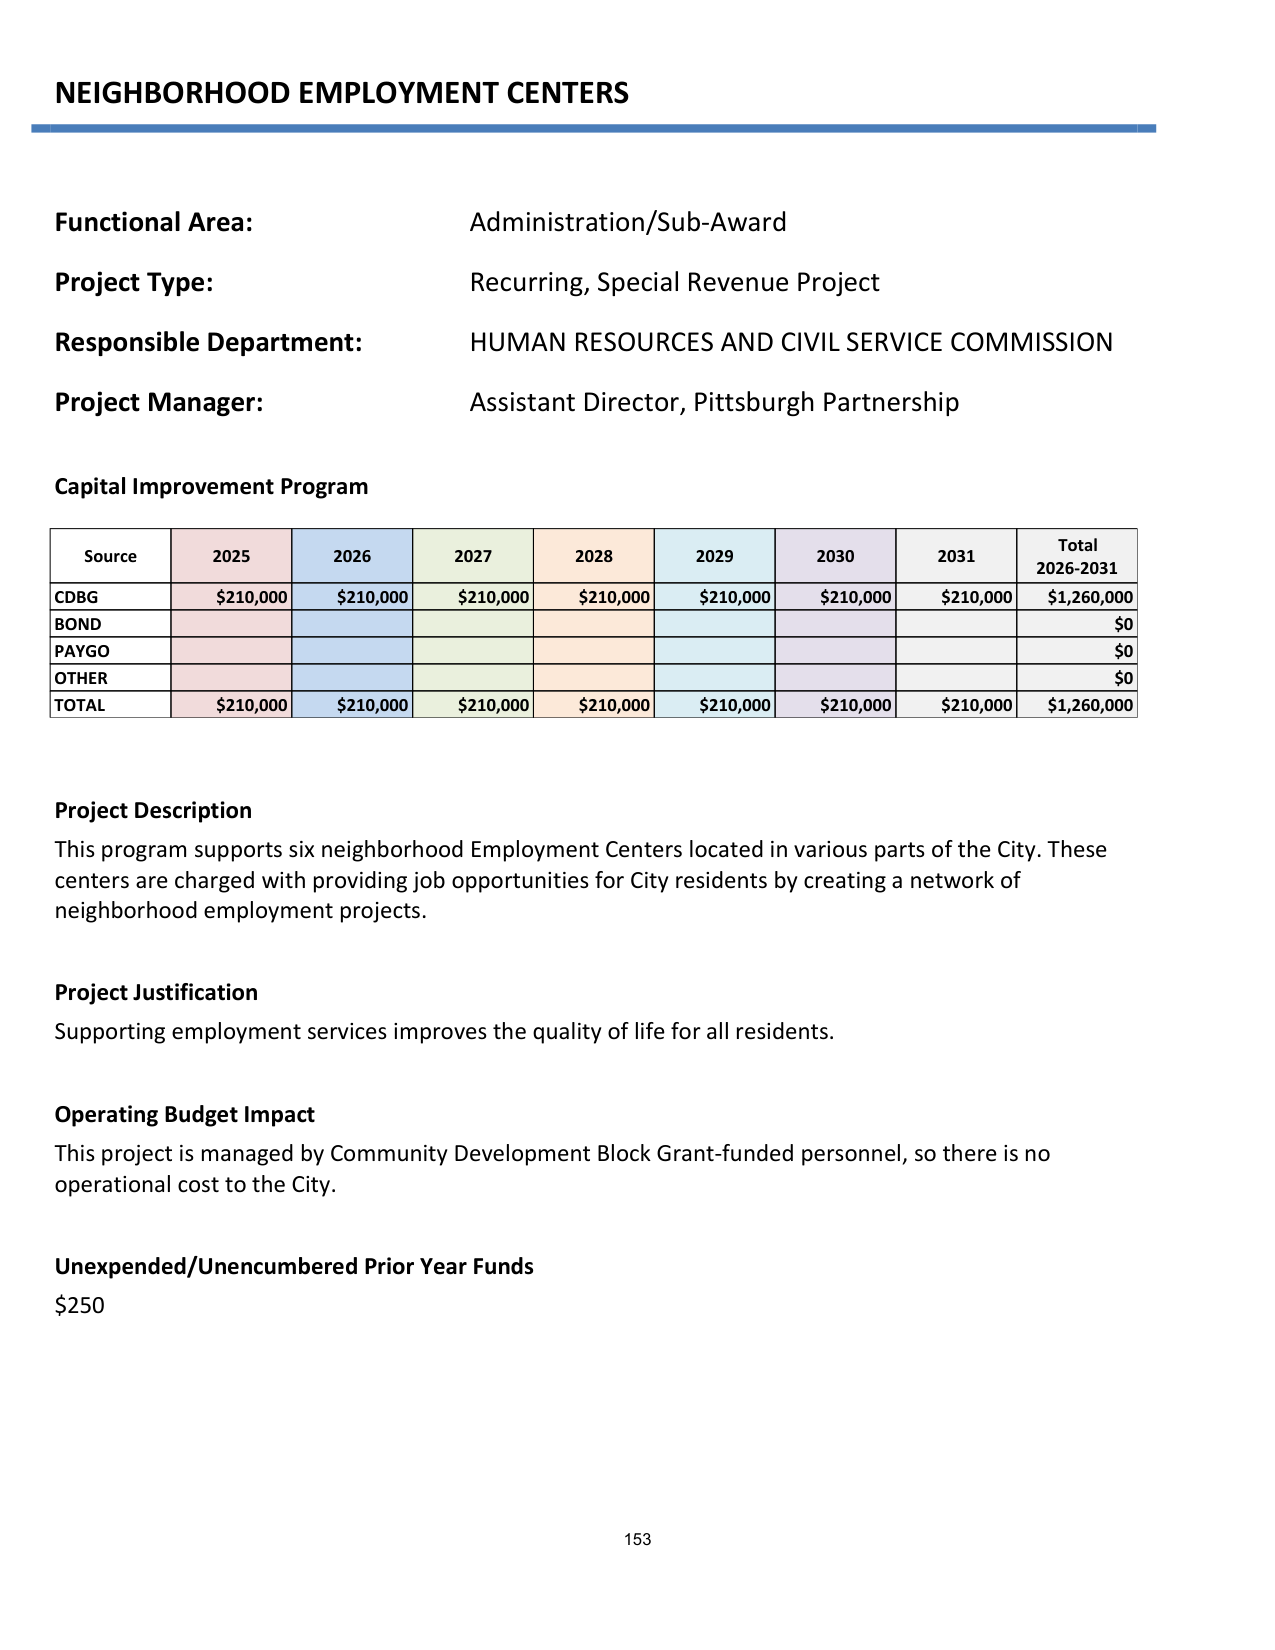 NEIGHBORHOOD EMPLOYMENT CENTERS
Functional Area: Administration/Sub-Award
Project Type: Recurring, Special Revenue Project
Responsible Department: HUMAN RESOURCES AND CIVIL SERVICE COMMISSION
Project Manager: Assistant Director, Pittsburgh Partnership
Capital Improvement Program
Source 2025 2026 2027 2028 2029 2030 2031 Total 2026-2031
CDBG $210,000 $210,000 $210,000 $210,000 $210,000 $210,000 $210,000 $1,260,000
BOND $0
PAYGO $0
OTHER $0
TOTAL $210,000 $210,000 $210,000 $210,000 $210,000 $210,000 $210,000 $1,260,000
Project Description
This program supports six neighborhood Employment Centers located in various parts of the City. These
centers are charged with providing job opportunities for City residents by creating a network of
neighborhood employment projects.
Project Justification
Supporting employment services improves the quality of life for all residents.
Operating Budget Impact
This project is managed by Community Development Block Grant-funded personnel, so there is no
operational cost to the City.
Unexpended/Unencumbered Prior Year Funds
$250
153